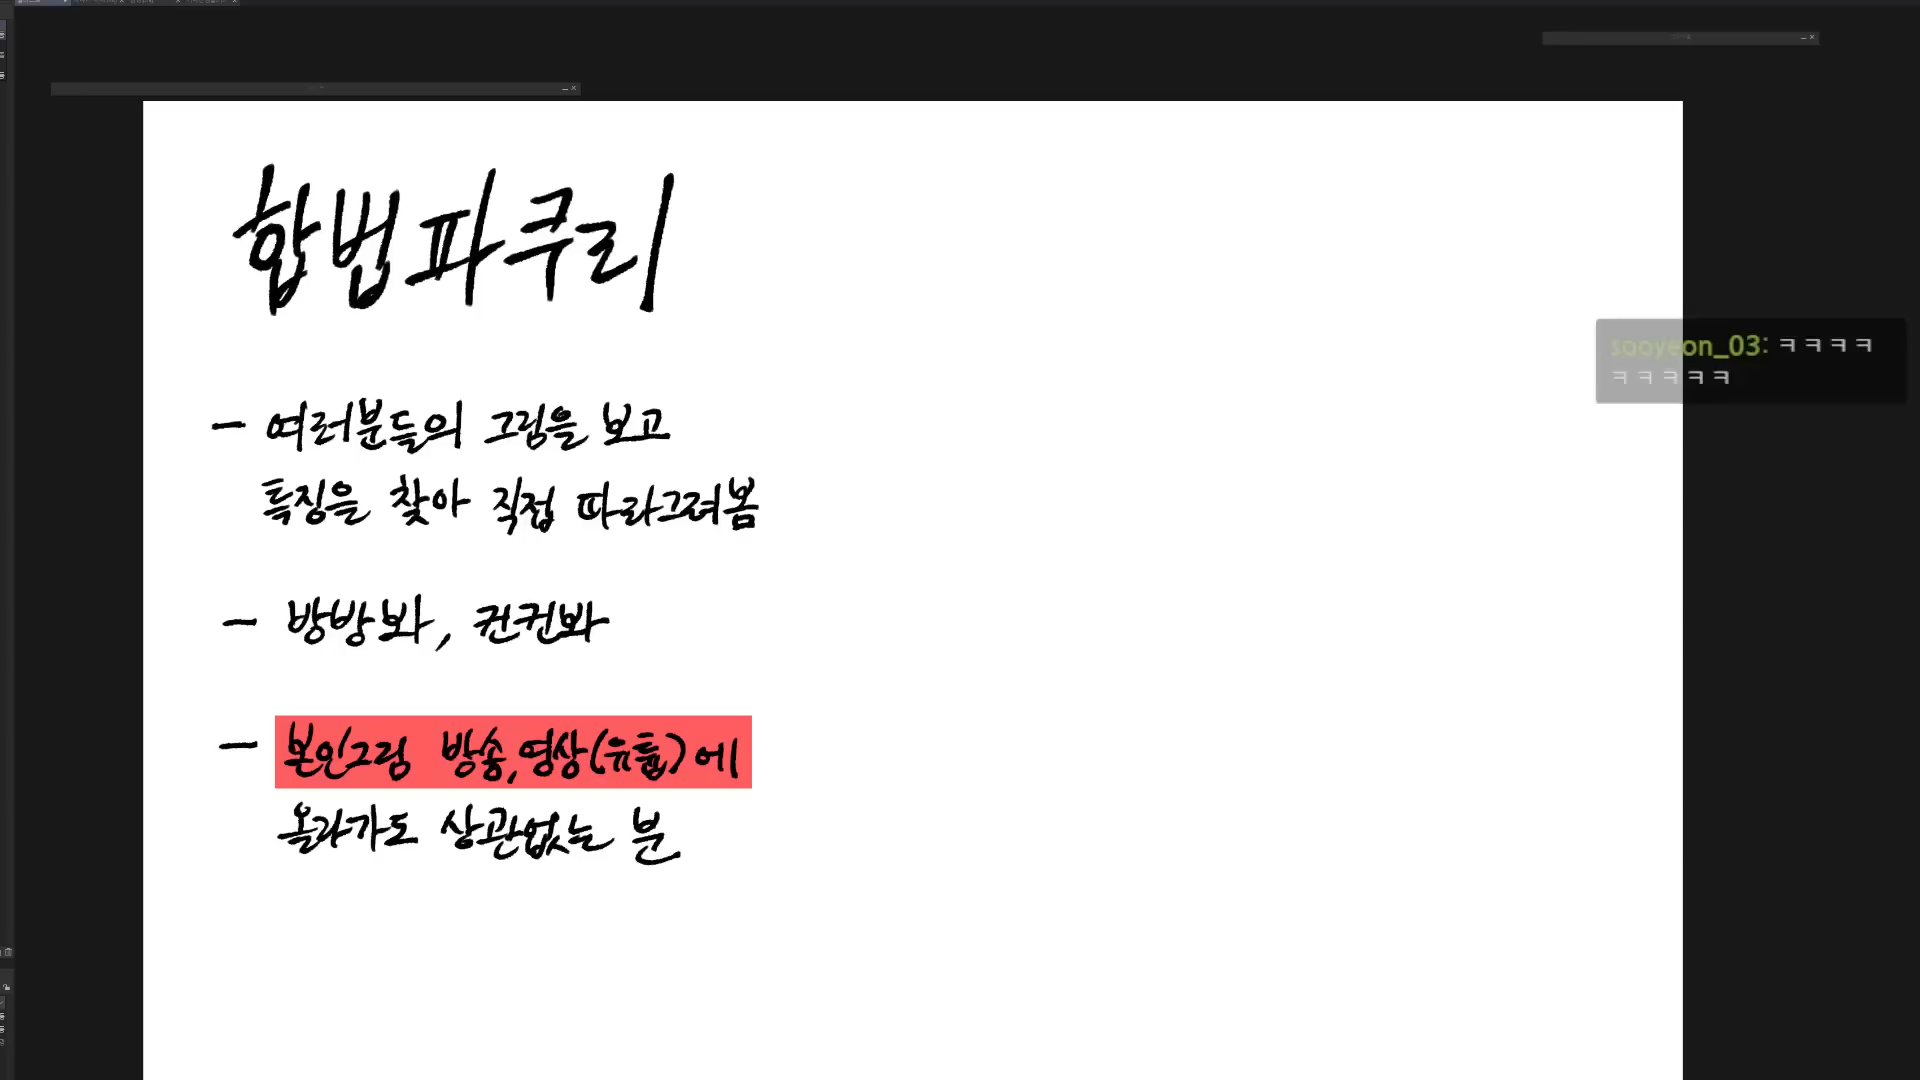 합법파쿠리
- 여러분들의 그림을 보고
특징을 찾아 직접 따라그려봄
- 방방봐, 컨컨봐
- 본인그림 방송,영상(유튭)에
올라가도 상관없는 분
sooyeon_03: ㅋㅋㅋㅋ
ㅋㅋㅋㅋㅋ